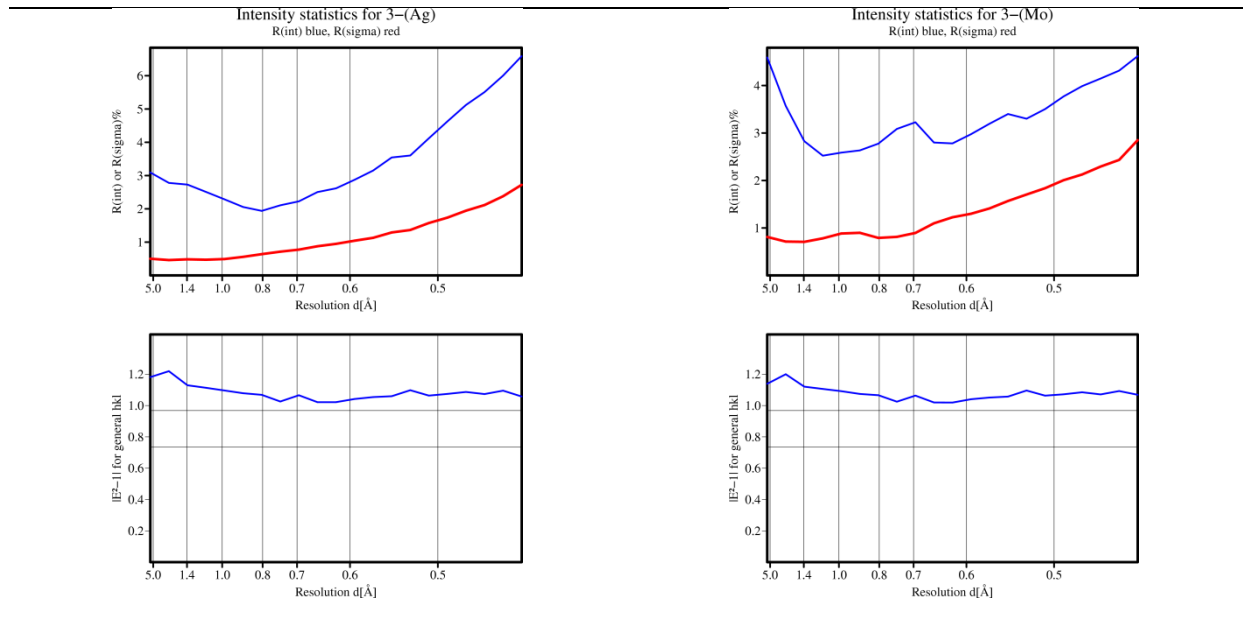 Intensity statistics for 3−(Ag)
R(int) blue, R(sigma) red
R(int) or R(sigma)%
6
5
4
3
2
1
5.0 1.4 1.0 0.8 0.7 0.6 0.5
Resolution d[Å]
Intensity statistics for 3−(Mo)
R(int) blue, R(sigma) red
R(int) or R(sigma)%
4
3
2
1
5.0 1.4 1.0 0.8 0.7 0.6 0.5
Resolution d[Å]
|E²−1| for general hkl
1.2
1.0
0.8
0.6
0.4
0.2
5.0 1.4 1.0 0.8 0.7 0.6 0.5
Resolution d[Å]
|E²−1| for general hkl
1.2
1.0
0.8
0.6
0.4
0.2
5.0 1.4 1.0 0.8 0.7 0.6 0.5
Resolution d[Å]